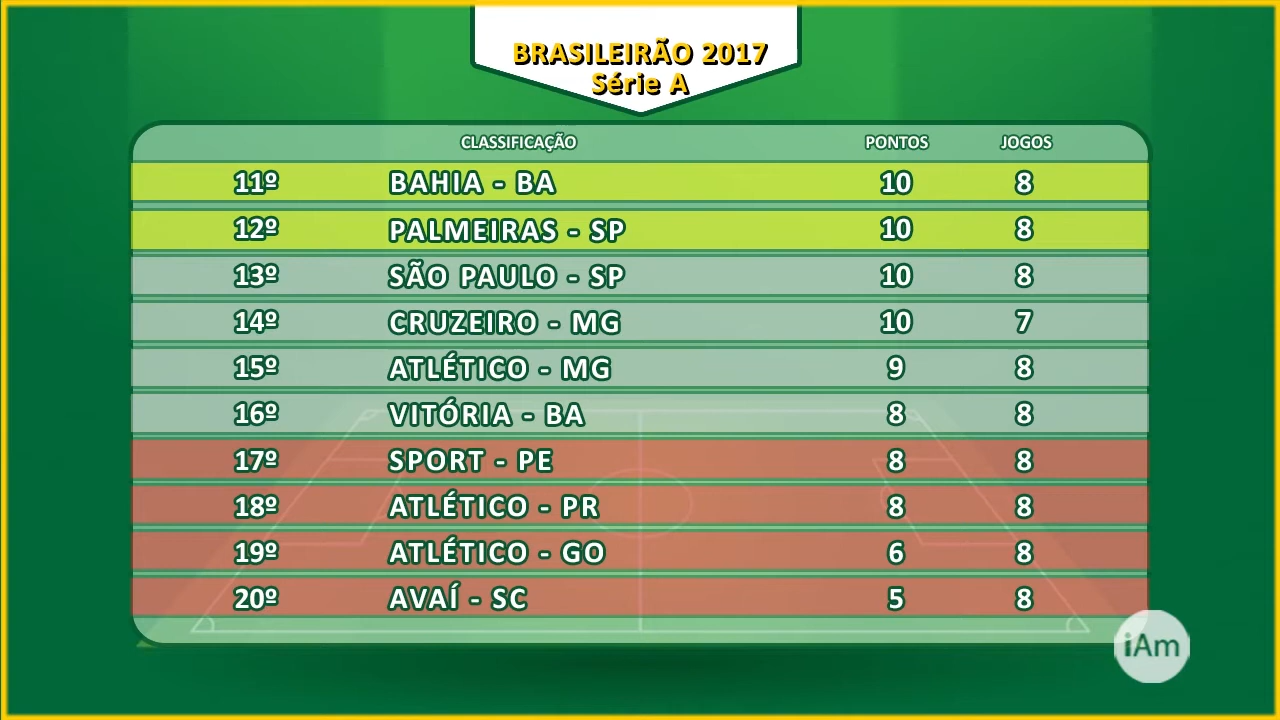 BRASILEIRÃO 2017
Série A
CLASSIFICAÇÃO PONTOS JOGOS
11º BAHIA - BA 10 8
12º PALMEIRAS - SP 10 8
13º SÃO PAULO - SP 10 8
14º CRUZEIRO - MG 10 7
15º ATLÉTICO - MG 9 8
16º VITÓRIA - BA 8 8
17º SPORT - PE 8 8
18º ATLÉTICO - PR 8 8
19º ATLÉTICO - GO 6 8
20º AVAÍ - SC 5 8
iAm